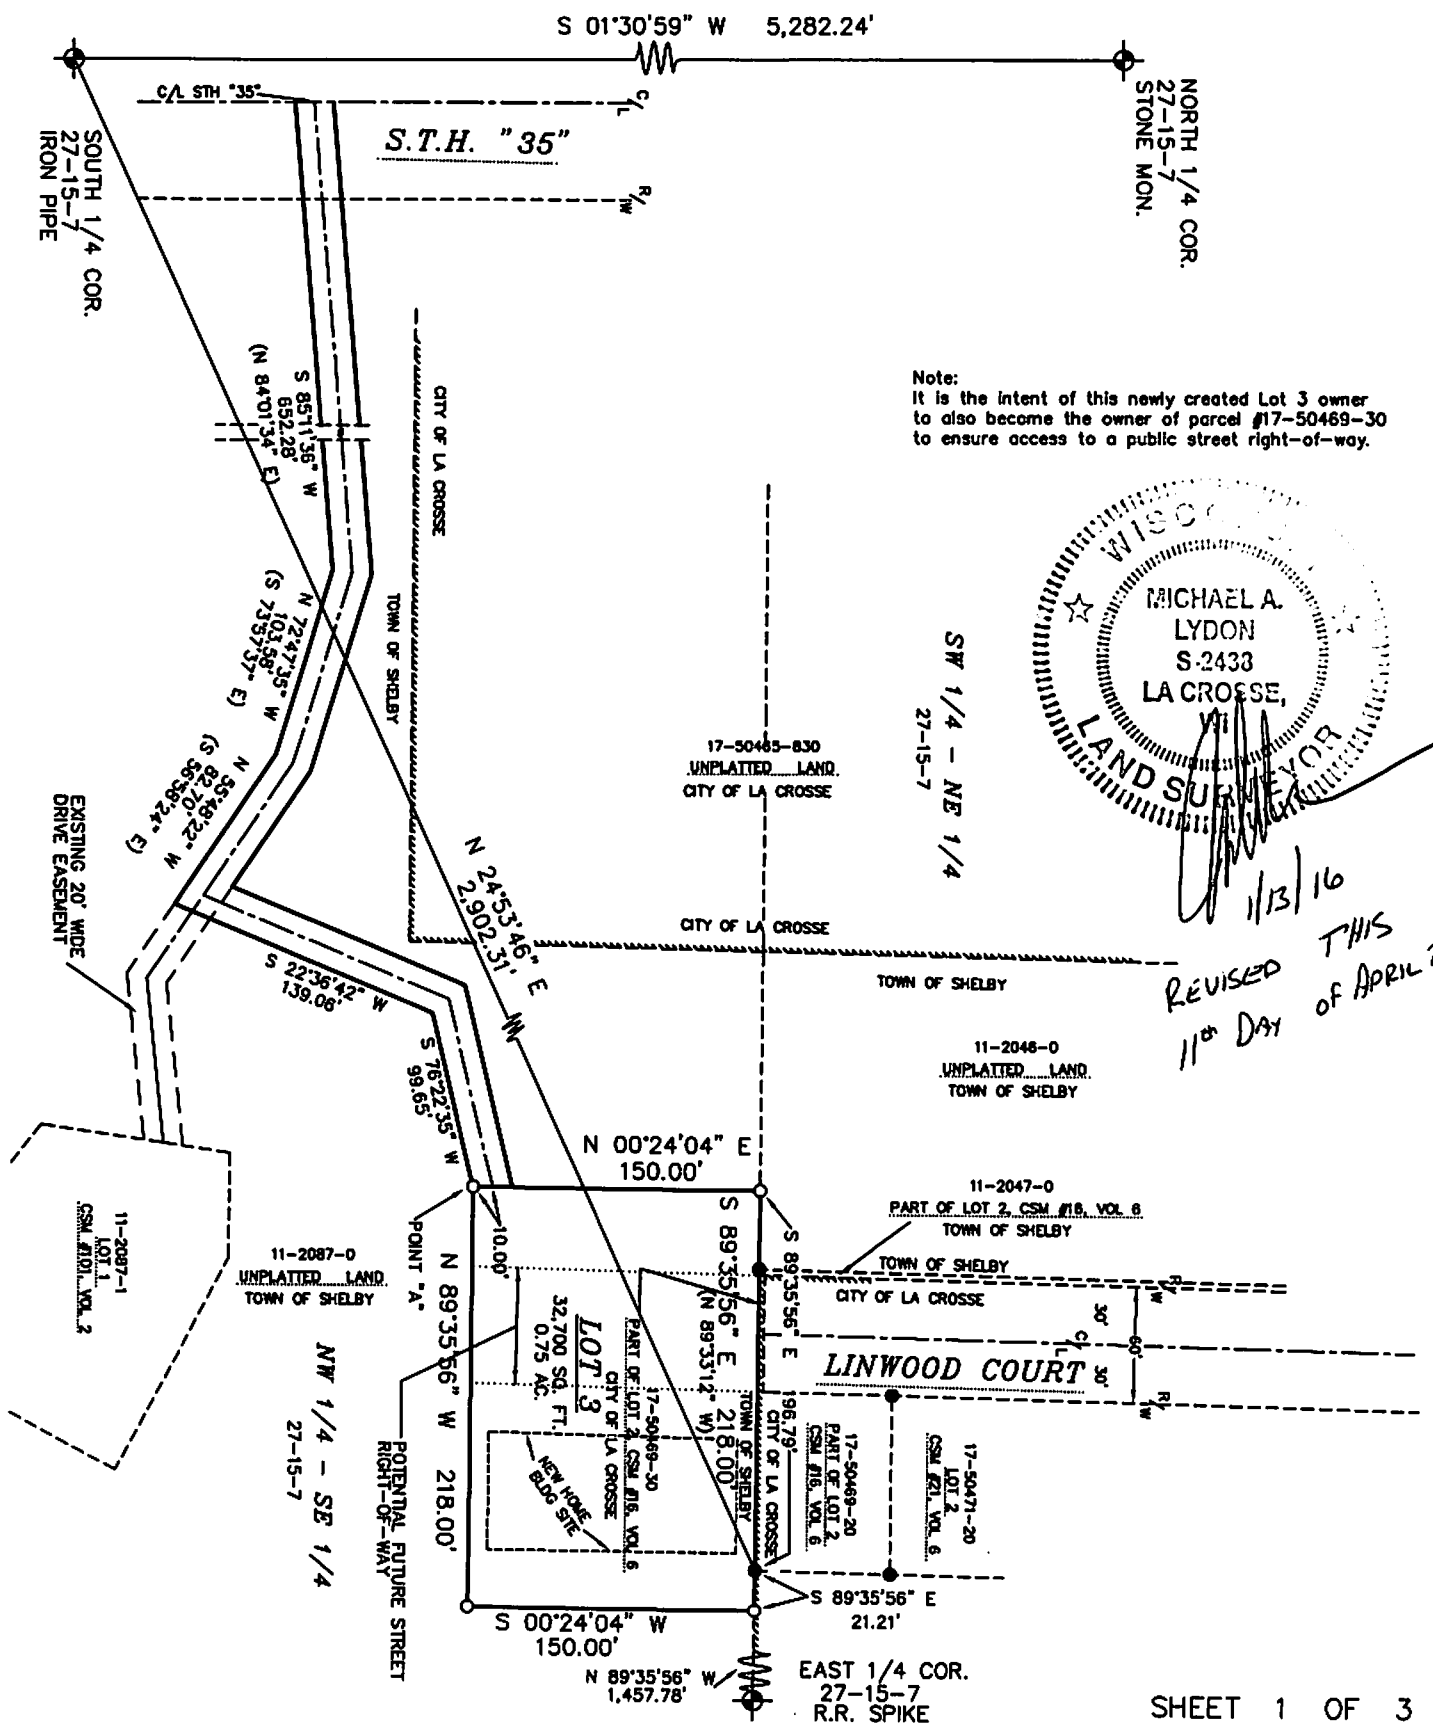 S 01°30'59" W 5,282.24'
C/L STH "35"
C/L
S.T.H. "35"
R/W
NORTH 1/4 COR.
27-15-7
STONE MON.
SOUTH 1/4 COR.
27-15-7
IRON PIPE
Note:
It is the intent of this newly created Lot 3 owner
to also become the owner of parcel #17-50469-30
to ensure access to a public street right-of-way.
S 85°11'36" W
652.28'
(N 84°01'34" E)
CITY OF LA CROSSE
TOWN OF SHELBY
MICHAEL A.
LYDON
S-2433
LA CROSSE,
LAND SURVEYOR
1/13/16
REVISED THIS
11th DAY of APRIL
SW 1/4 - NE 1/4
27-15-7
17-50465-830
UNPLATTED LAND
CITY OF LA CROSSE
N 72°47'35" W
103.58'
(S 73°57'37" E)
N 55°48'22" W
82.70'
(S 56°58'24" E)
EXISTING 20' WIDE
DRIVE EASEMENT
N 24°53'46" E
2,902.31'
CITY OF LA CROSSE
TOWN OF SHELBY
S 22°36'42" W
139.06'
S 76°22'35" W
99.65'
11-2046-0
UNPLATTED LAND
TOWN OF SHELBY
N 00°24'04" E
150.00'
11-2047-0
PART OF LOT 2, CSM #16, VOL 6
TOWN OF SHELBY
TOWN OF SHELBY
CITY OF LA CROSSE
R/W
30'
60'
C/L
30'
R/W
LINWOOD COURT
S 89°35'56" E
196.79'
S 89°35'56" E 218.00'
(N 89°33'12" W)
TOWN OF SHELBY
CITY OF LA CROSSE
10.00'
POINT "A"
N 89°35'56" W 218.00'
LOT 3
32,700 SQ. FT.
0.75 AC.
17-50469-30
PART OF LOT 2, CSM #16, VOL 6
CITY OF LA CROSSE
NEW HOME
BLDG SITE
17-50469-20
PART OF LOT 2
CSM #16, VOL 6
17-50471-20
LOT 2
CSM #21, VOL 6
11-2087-1
LOT 1
CSM #101, VOL. 2
11-2087-0
UNPLATTED LAND
TOWN OF SHELBY
NW 1/4 - SE 1/4
27-15-7
POTENTIAL FUTURE STREET
RIGHT-OF-WAY
S 89°35'56" E
21.21'
S 00°24'04" W
150.00'
N 89°35'56" W
1,457.78'
EAST 1/4 COR.
27-15-7
R.R. SPIKE
SHEET 1 OF 3